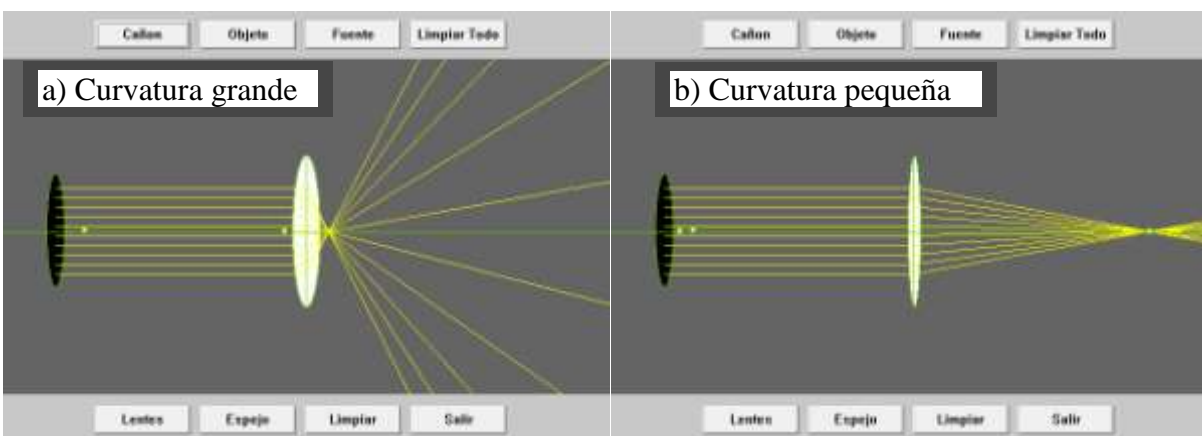 Cañon Objeto Fuente Limpiar Todo
a) Curvatura grande
Lentes Espejo Limpiar Salir
Cañon Objeto Fuente Limpiar Todo
b) Curvatura pequeña
Lentes Espejo Limpiar Salir